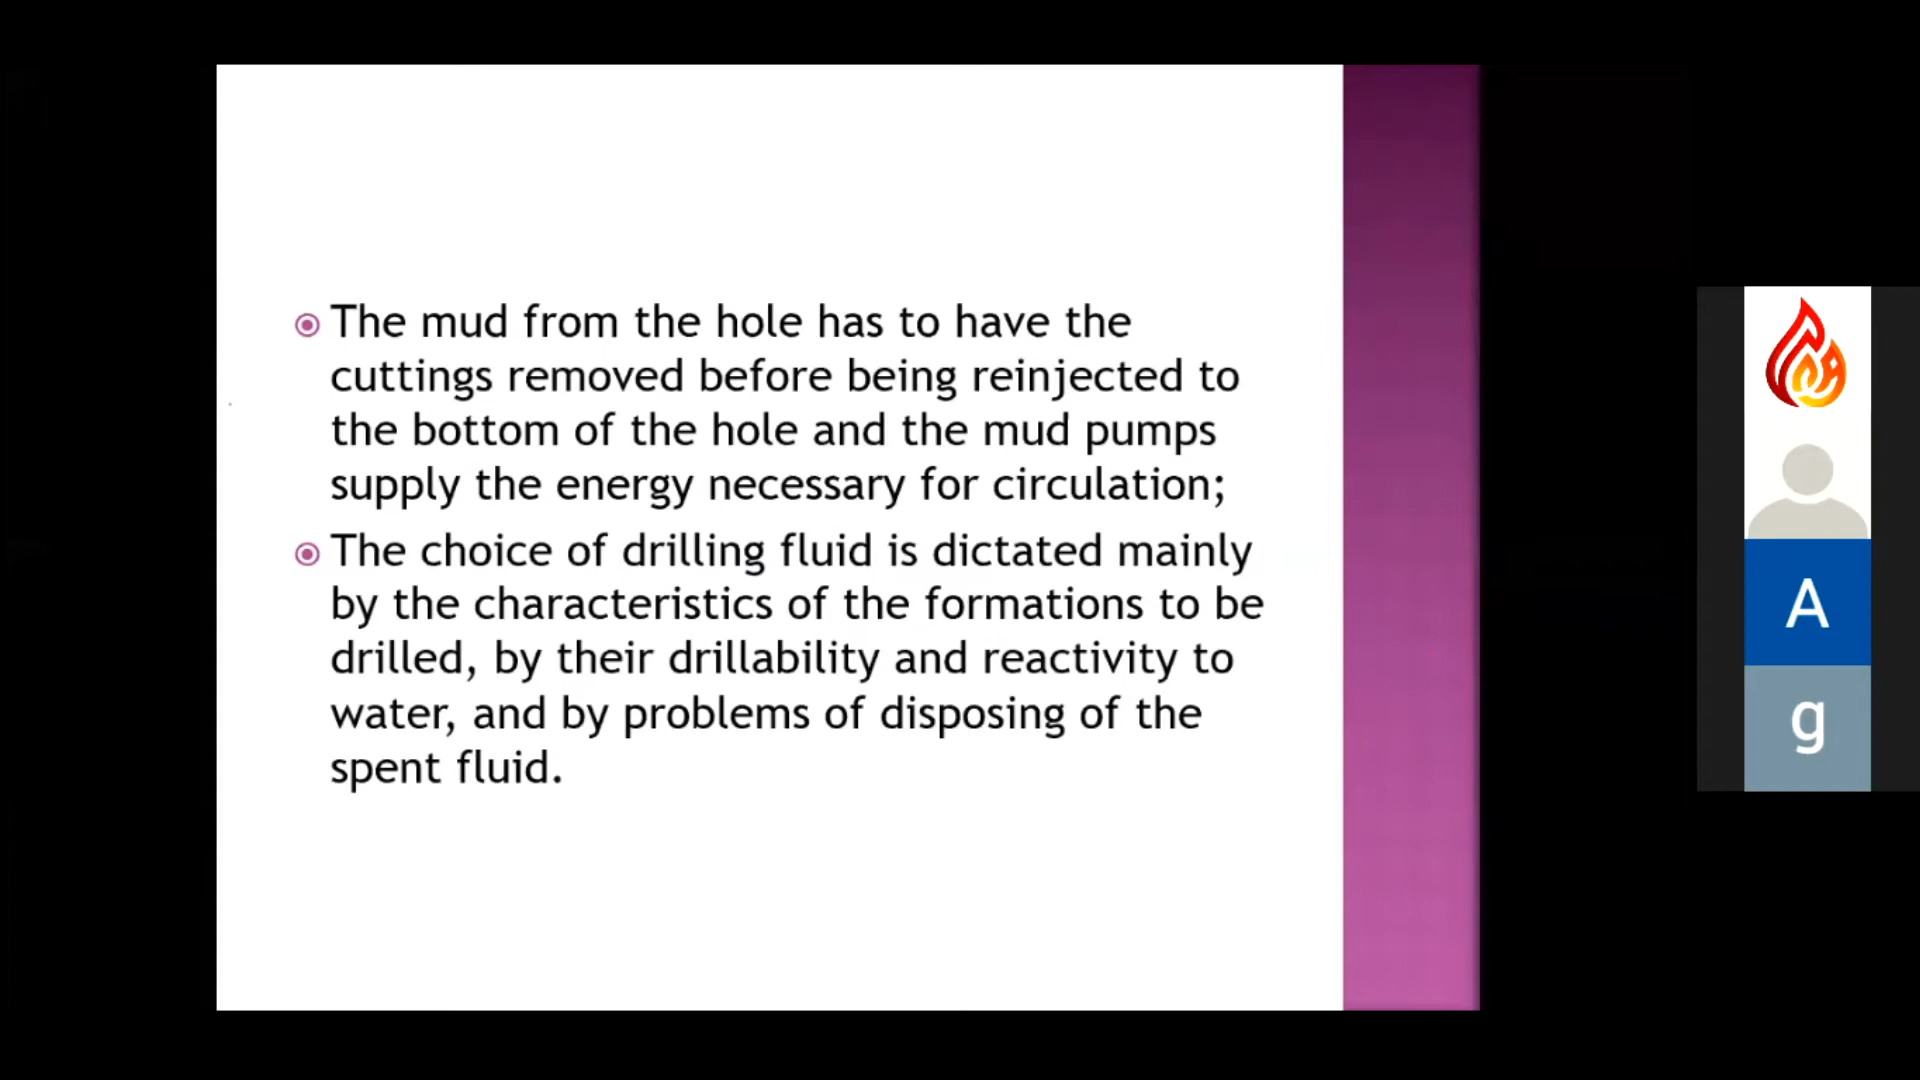 The mud from the hole has to have the
cuttings removed before being reinjected to
the bottom of the hole and the mud pumps
supply the energy necessary for circulation;
The choice of drilling fluid is dictated mainly
by the characteristics of the formations to be
drilled, by their drillability and reactivity to
water, and by problems of disposing of the
spent fluid.
A
g